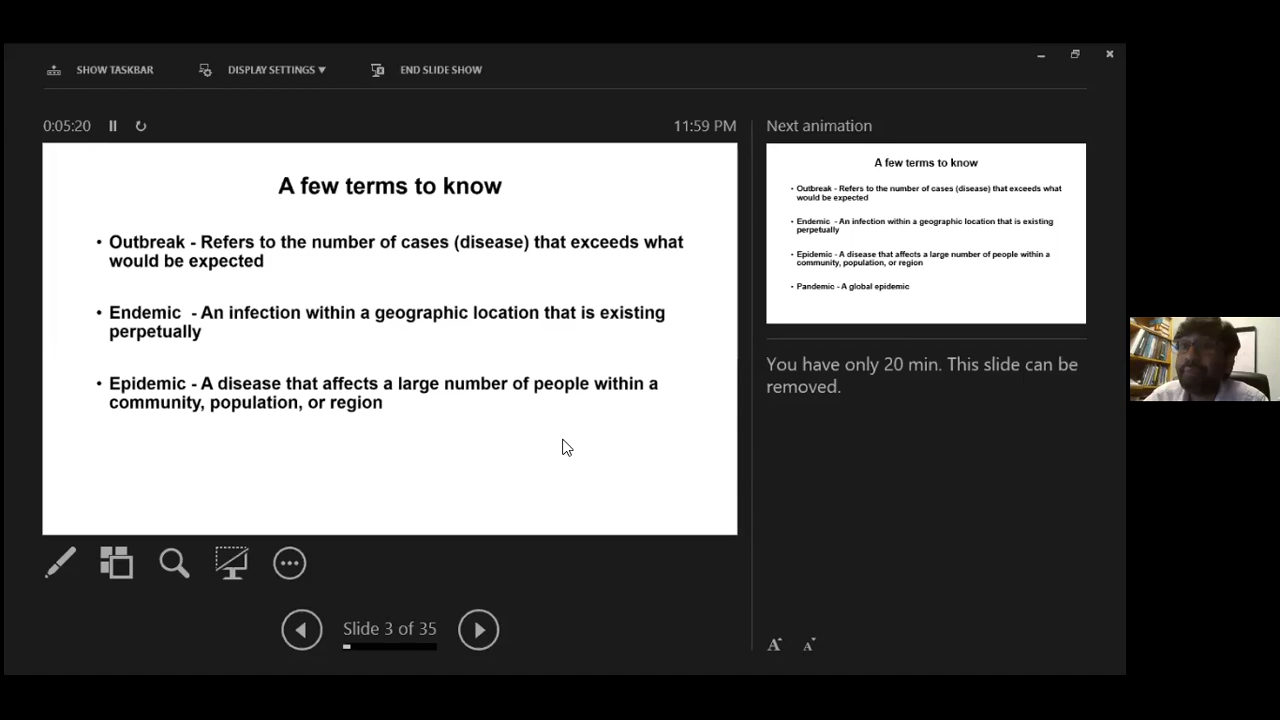 SHOW TASKBAR
DISPLAY SETTINGS ▼
END SLIDE SHOW
0:05:20
11:59 PM
A few terms to know
• Outbreak - Refers to the number of cases (disease) that exceeds what
would be expected
• Endemic - An infection within a geographic location that is existing
perpetually
• Epidemic - A disease that affects a large number of people within a
community, population, or region
Slide 3 of 35
Next animation
A few terms to know
• Outbreak - Refers to the number of cases (disease) that exceeds what
would be expected
• Endemic - An infection within a geographic location that is existing
perpetually
• Epidemic - A disease that affects a large number of people within a
community, population, or region
• Pandemic - A global epidemic
You have only 20 min. This slide can be
removed.
A A